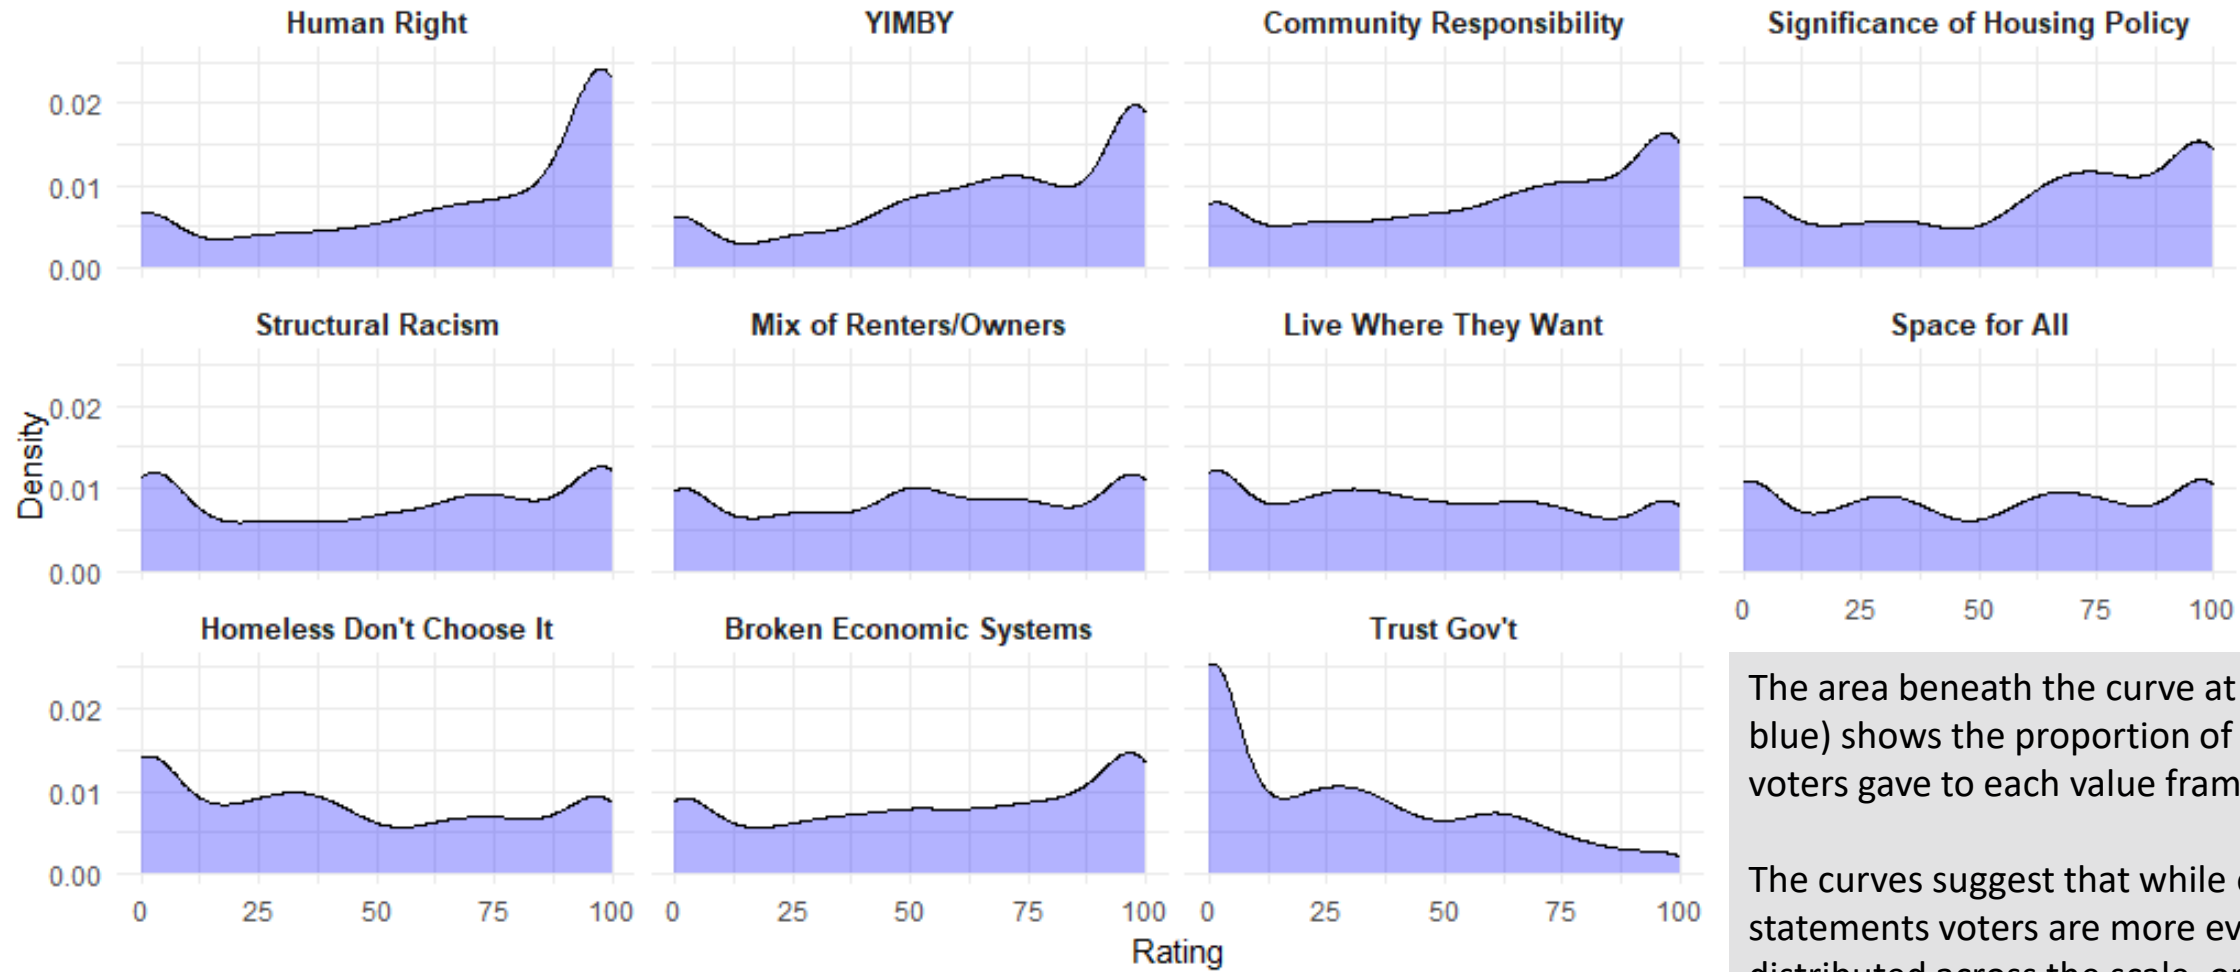 Human Right
YIMBY
Community Responsibility
Significance of Housing Policy
0.02
0.01
0.00
Structural Racism
Mix of Renters/Owners
Live Where They Want
Space for All
Density
0.02
0.01
0.00
0 25 50 75 100
Homeless Don't Choose It
Broken Economic Systems
Trust Gov't
0.02
0.01
0.00
0 25 50 75 100
0 25 50 75 100
0 25 50 75 100
Rating
The area beneath the curve at
blue) shows the proportion of
voters gave to each value fram
The curves suggest that while
statements voters are more ev